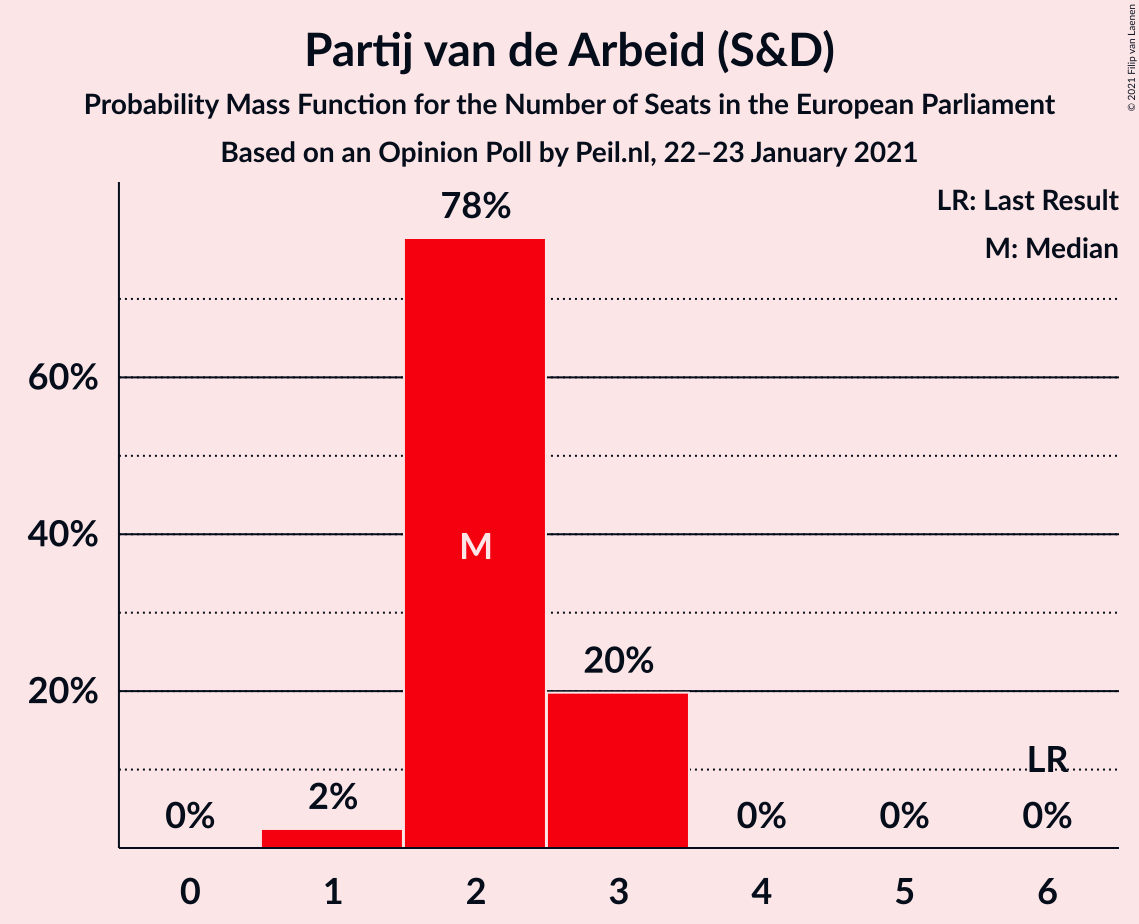 Partij van de Arbeid (S&D)
Probability Mass Function for the Number of Seats in the European Parliament
Based on an Opinion Poll by Peil.nl, 22–23 January 2021
© 2021 Filip van Laenen
LR: Last Result
M: Median
78%
60%
40%
M
20%
20%
LR
2%
0%
0%
0%
0%
0 1 2 3 4 5 6